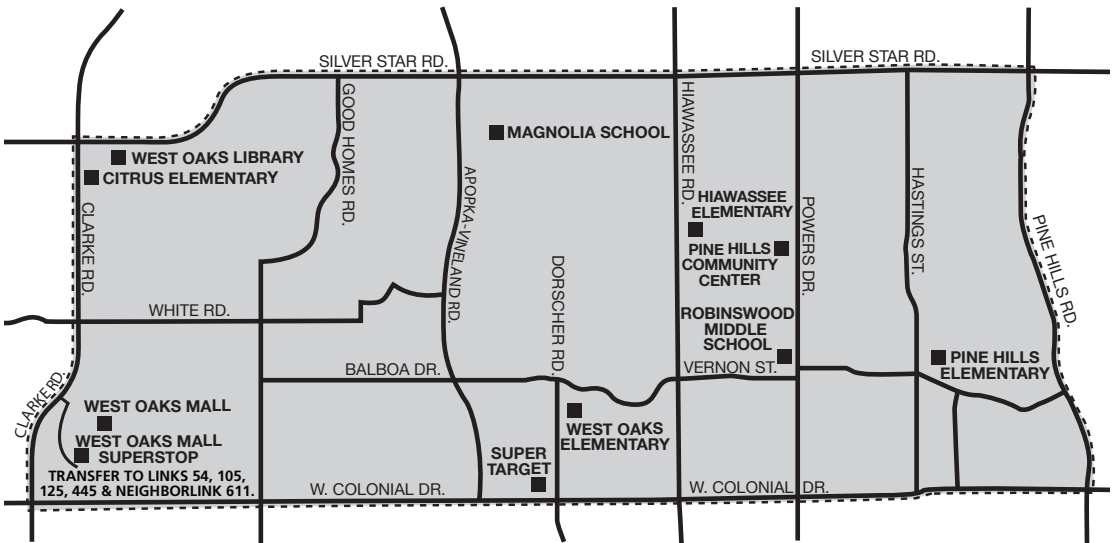 SILVER STAR RD.
SILVER STAR RD.
GOOD HOMES RD.
HIAWASSEE RD.
MAGNOLIA SCHOOL
WEST OAKS LIBRARY
CITRUS ELEMENTARY
APOPKA-VINELAND RD.
HASTINGS ST.
CLARKE RD.
HIAWASSEE
ELEMENTARY
POWERS DR.
PINE HILLS RD.
PINE HILLS
COMMUNITY
CENTER
DORSCHER RD.
WHITE RD.
ROBINSWOOD
MIDDLE
SCHOOL
BALBOA DR.
VERNON ST.
PINE HILLS
ELEMENTARY
CLARKE RD.
WEST OAKS MALL
WEST OAKS
ELEMENTARY
WEST OAKS MALL
SUPERSTOP
SUPER
TARGET
TRANSFER TO LINKS 54, 105,
125, 445 & NEIGHBORLINK 611.
W. COLONIAL DR.
W. COLONIAL DR.